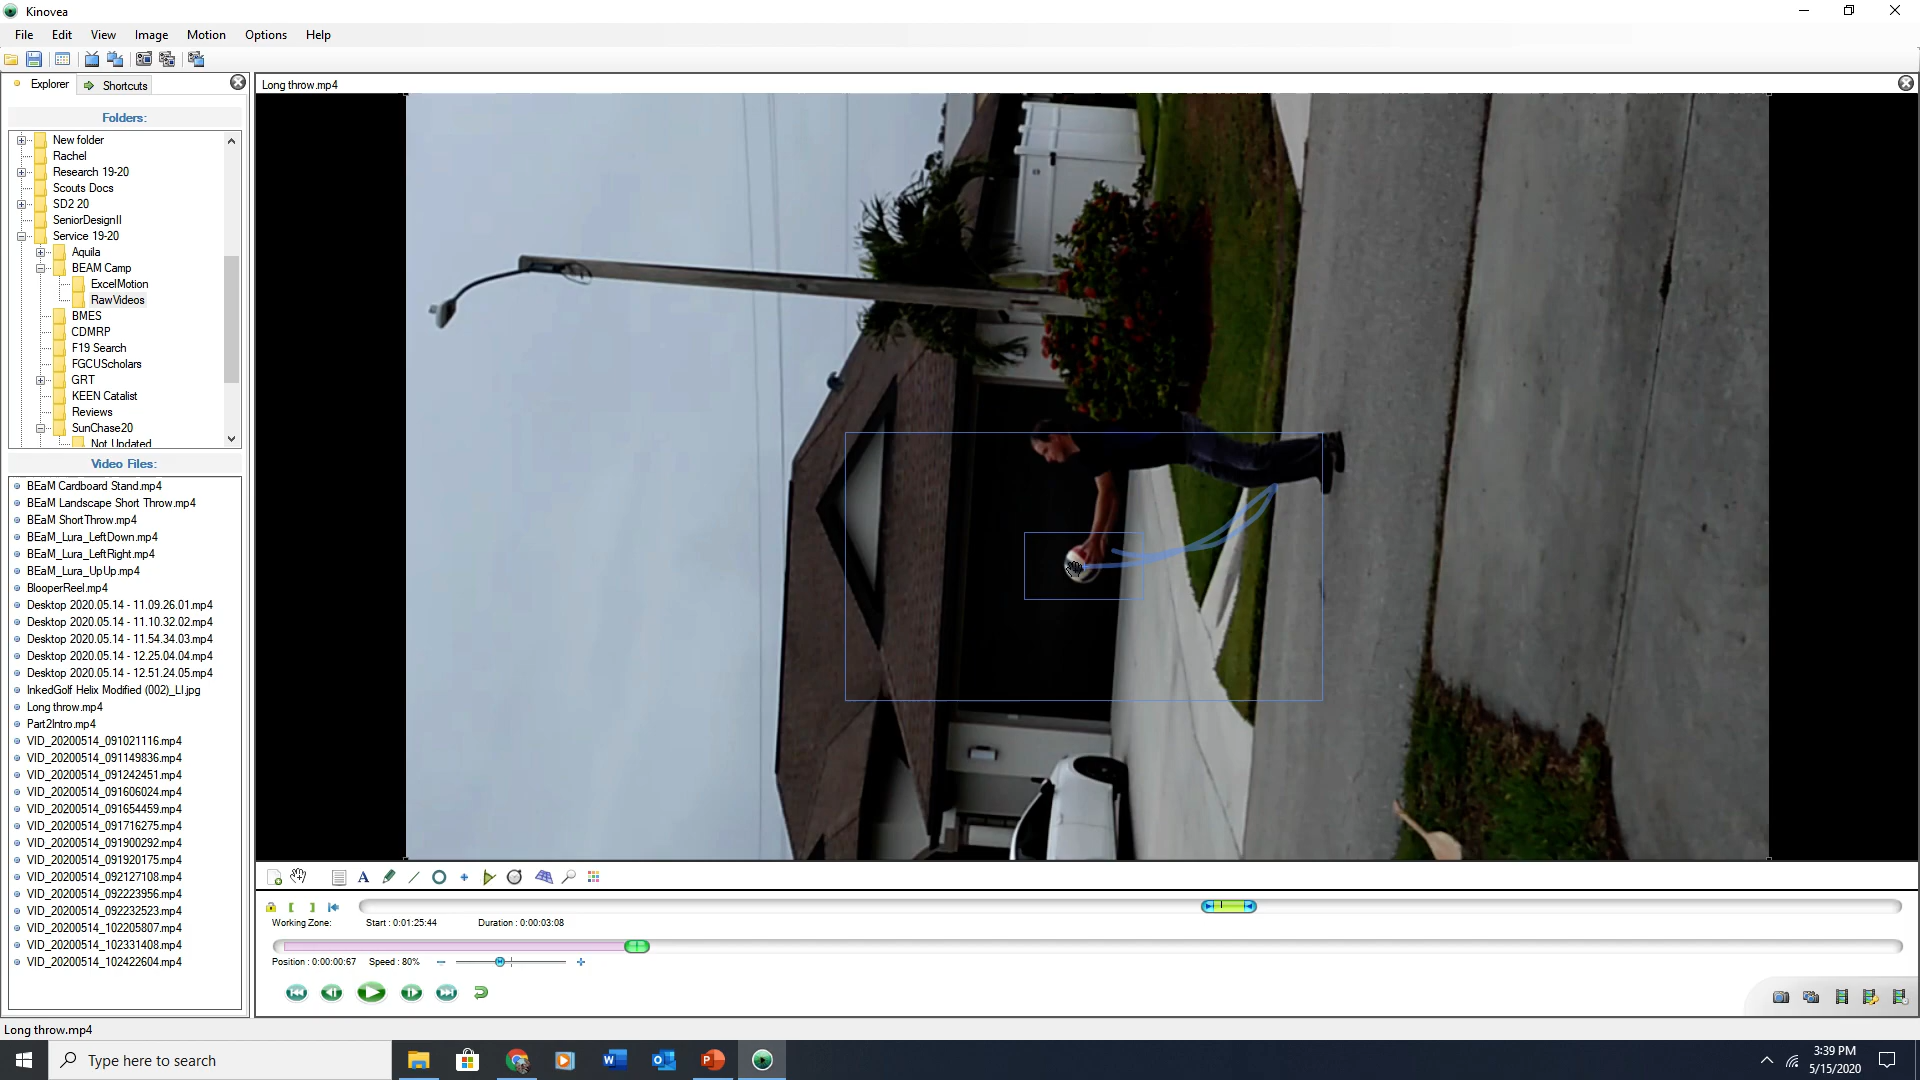 Kinovea
File Edit View Image Motion Options Help
Explorer Shortcuts
Folders:
New folder
Rachel
Research 19-20
Scouts Docs
SD2 20
SeniorDesignII
Service 19-20
Aquila
BEAM Camp
ExcelMotion
RawVideos
BMES
CDMRP
F19 Search
FGCUScholars
GRT
KEEN Catalist
Reviews
SunChase20
Not Updated
Video Files:
BEaM Cardboard Stand.mp4
BEaM Landscape Short Throw.mp4
BEaM ShortThrow.mp4
BEaM_Lura_LeftDown.mp4
BEaM_Lura_LeftRight.mp4
BEaM_Lura_UpUp.mp4
BlooperReel.mp4
Desktop 2020.05.14 - 11.09.26.01.mp4
Desktop 2020.05.14 - 11.10.32.02.mp4
Desktop 2020.05.14 - 11.54.34.03.mp4
Desktop 2020.05.14 - 12.25.04.04.mp4
Desktop 2020.05.14 - 12.51.24.05.mp4
InkedGolf Helix Modified (002)_LI.jpg
Long throw.mp4
Part2Intro.mp4
VID_20200514_091021116.mp4
VID_20200514_091149836.mp4
VID_20200514_091242451.mp4
VID_20200514_091606024.mp4
VID_20200514_091654459.mp4
VID_20200514_091716275.mp4
VID_20200514_091900292.mp4
VID_20200514_091920175.mp4
VID_20200514_092127108.mp4
VID_20200514_092223956.mp4
VID_20200514_092232523.mp4
VID_20200514_102205807.mp4
VID_20200514_102331408.mp4
VID_20200514_102422604.mp4
Long throw.mp4
Working Zone: Start : 0:01:25:44 Duration : 0:00:03:08
Position : 0:00:00:67 Speed : 80%
Long throw.mp4
Type here to search
3:39 PM
5/15/2020